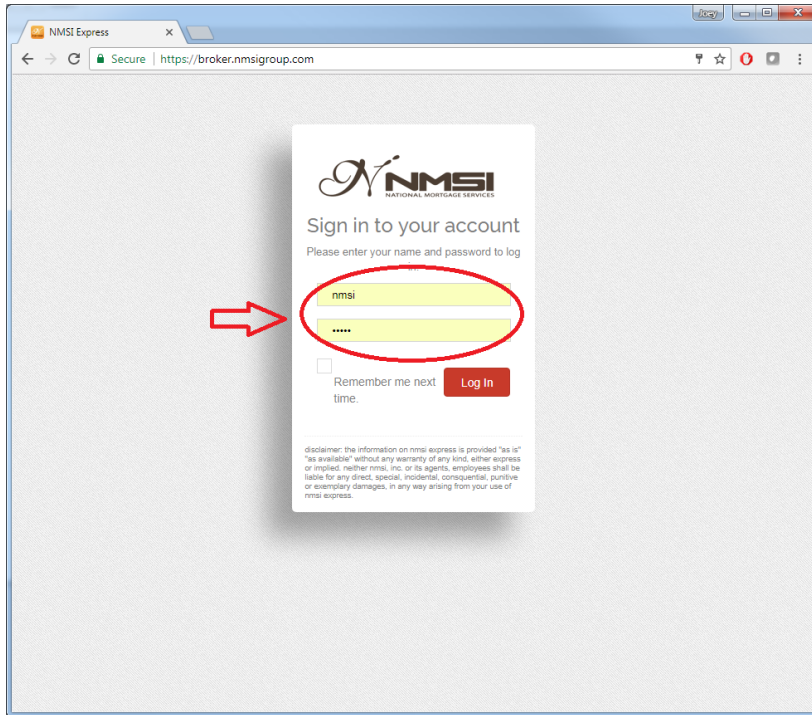 Joey
NMSI Express
Secure | https://broker.nmsigroup.com
NMSI
NATIONAL MORTGAGE SERVICES
Sign in to your account
Please enter your name and password to log
nmsi
•••••
Remember me next
time.
Log In
disclaimer: the information on nmsi express is provided "as is"
"as available" without any warranty of any kind, either express
or implied. neither nmsi, inc. or its agents, employees shall be
liable for any direct, special, incidental, consquential, punitive
or exemplary damages, in any way arising from your use of
nmsi express.